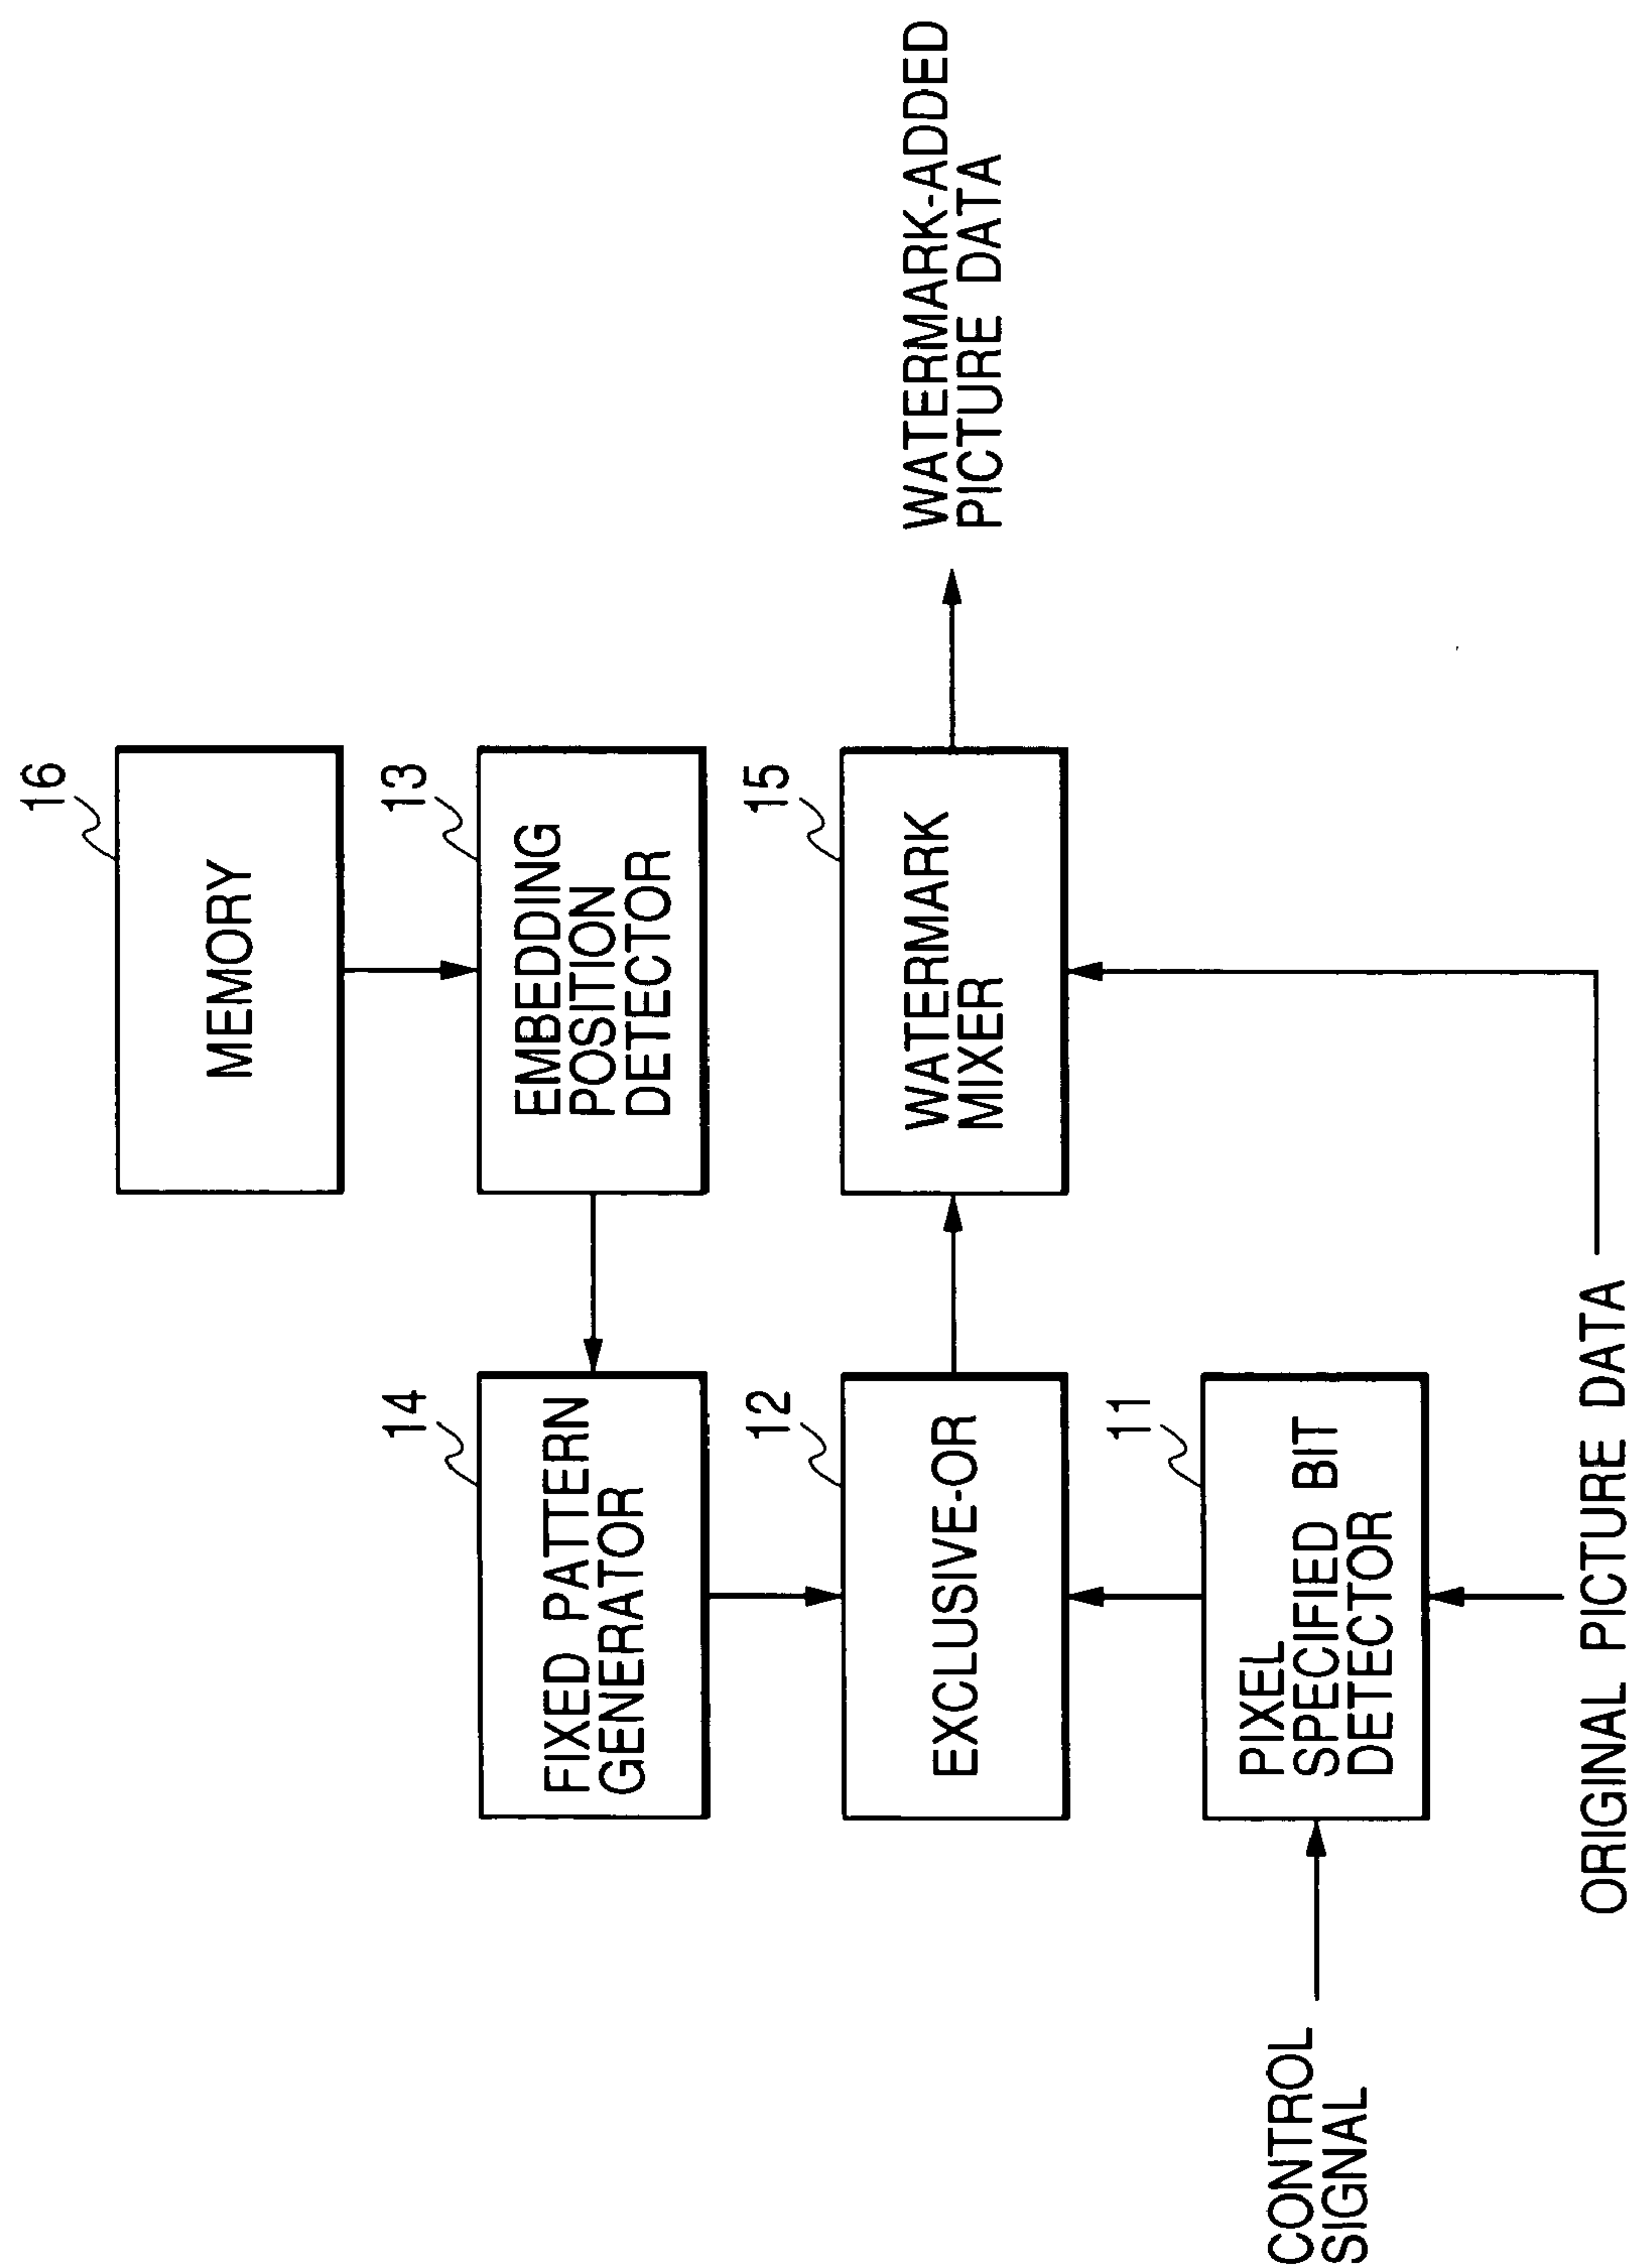 16
MEMORY
14
FIXED PATTERN
GENERATOR
13
EMBEDDING
POSITION
DETECTOR
12
EXCLUSIVE-OR
15
WATERMARK
MIXER
WATERMARK-ADDED
PICTURE DATA
CONTROL
SIGNAL
11
PIXEL
SPECIFIED BIT
DETECTOR
ORIGINAL PICTURE DATA